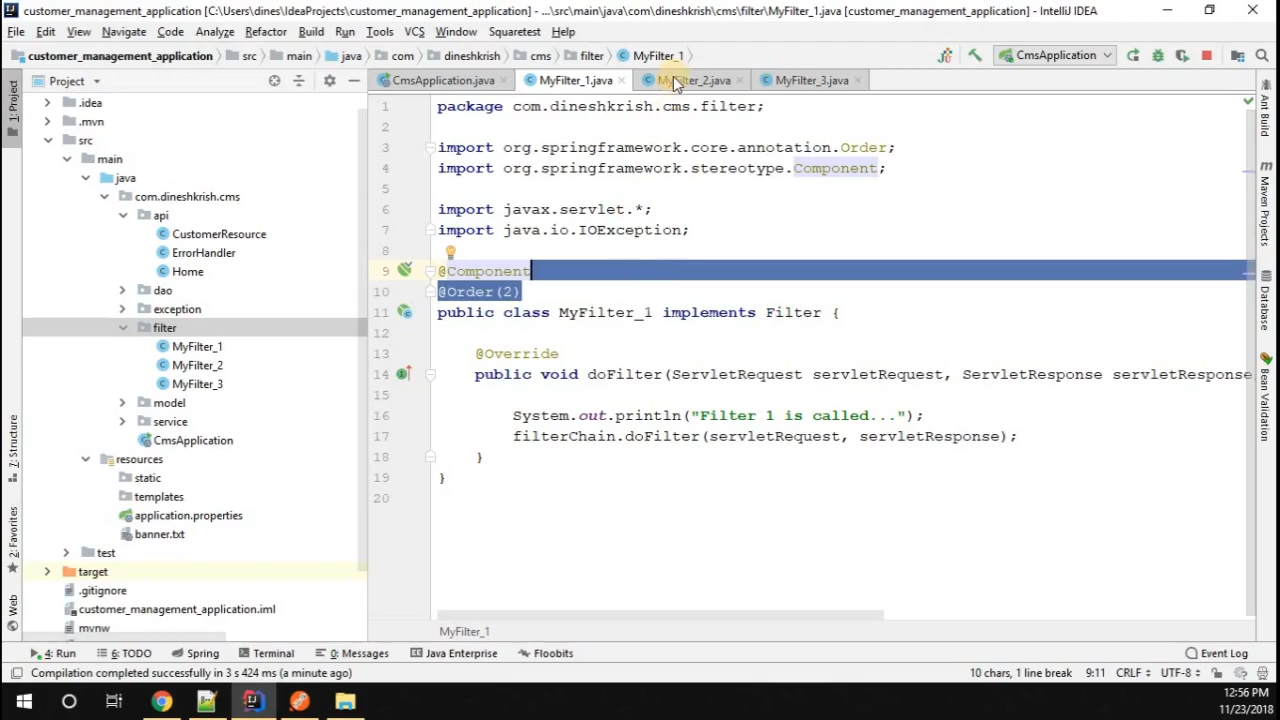 customer_management_application [C:\Users\dines\IdeaProjects\customer_management_application] - ...\src\main\java\com\dineshkrish\cms\filter\MyFilter_1.java [customer_management_application] - IntelliJ IDEA
File Edit View Navigate Code Analyze Refactor Build Run Tools VCS Window Squaretest Help
customer_management_application src main java com dineshkrish cms filter MyFilter_1 CmsApplication
Project CmsApplication.java MyFilter_1.java MyFilter_2.java MyFilter_3.java
1: Project
7: Structure
2: Favorites
Web
.idea
.mvn
src
main
java
com.dineshkrish.cms
api
CustomerResource
ErrorHandler
Home
dao
exception
filter
MyFilter_1
MyFilter_2
MyFilter_3
model
service
CmsApplication
resources
static
templates
application.properties
banner.txt
test
target
.gitignore
customer_management_application.iml
mvnw
1 package com.dineshkrish.cms.filter;
2
3 import org.springframework.core.annotation.Order;
4 import org.springframework.stereotype.Component;
5
6 import javax.servlet.*;
7 import java.io.IOException;
8
9 @Component
10 @Order(2)
11 public class MyFilter_1 implements Filter {
12
13 @Override
14 public void doFilter(ServletRequest servletRequest, ServletResponse servletResponse
15
16 System.out.println("Filter 1 is called...");
17 filterChain.doFilter(servletRequest, servletResponse);
18 }
19 }
20
MyFilter_1
Ant Build
m Maven Projects
Database
Bean Validation
4: Run 6: TODO Spring Terminal 0: Messages Java Enterprise Floobits Event Log
Compilation completed successfully in 3 s 424 ms (a minute ago) 10 chars, 1 line break 9:11 CRLF UTF-8
12:56 PM
11/23/2018